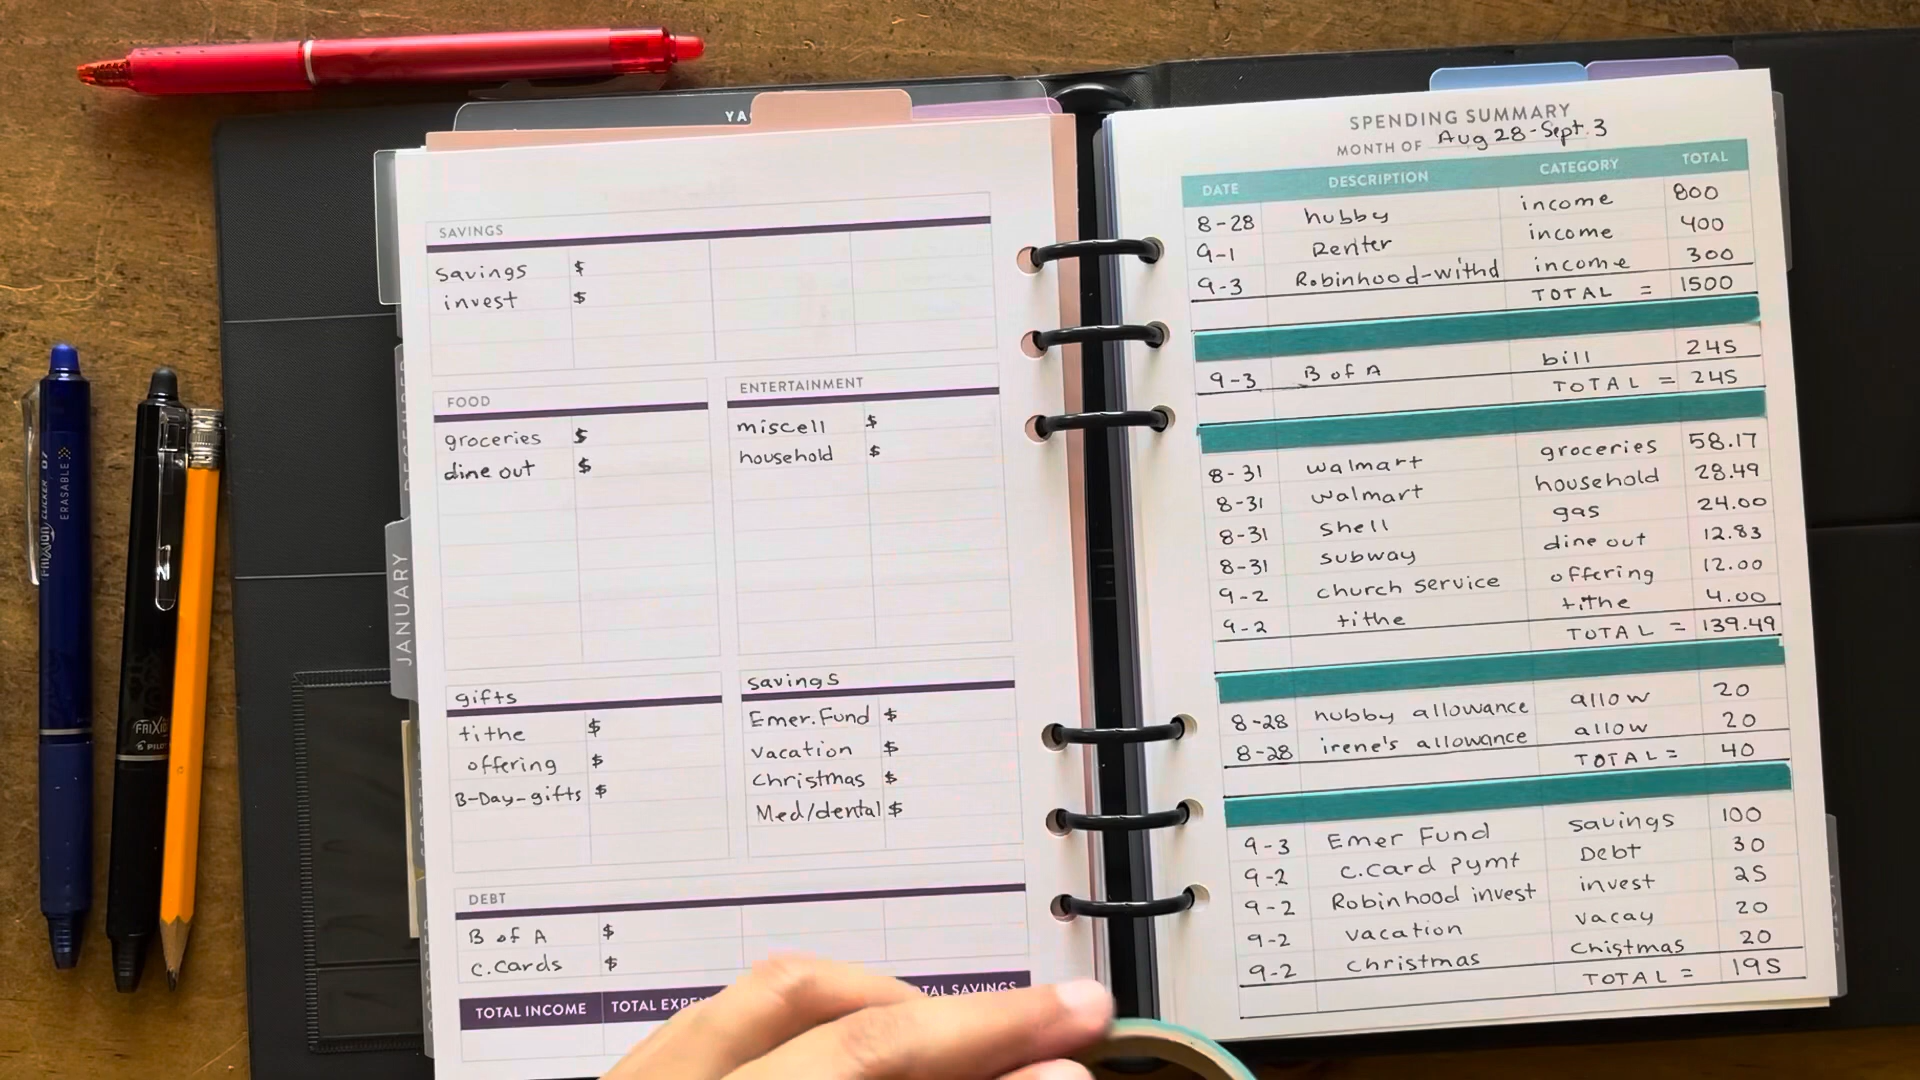 YA
SAVINGS
savings $
invest $
FOOD
groceries $
dine out $
ENTERTAINMENT
miscell $
household $
gifts
tithe $
offering $
B-Day-gifts $
savings
Emer. Fund $
vacation $
Christmas $
Med/dental $
DEBT
B of A $
c.cards $
TOTAL INCOME TOTAL SAVINGS
JANUARY
SPENDING SUMMARY
MONTH OF Aug 28-Sept. 3
DATE DESCRIPTION CATEGORY TOTAL
8-28 hubby income 800
9-1 Renter income 400
9-3 Robinhood-withd income 300
TOTAL = 1500
9-3 B of A bill 245
TOTAL = 245
8-31 walmart groceries 58.17
8-31 walmart household 28.49
8-31 shell gas 24.00
8-31 subway dine out 12.83
9-2 church service offering 12.00
9-2 tithe tithe 4.00
TOTAL = 139.49
8-28 hubby allowance allow 20
8-28 irene's allowance allow 20
TOTAL = 40
9-3 Emer Fund savings 100
9-2 c.card pymt Debt 30
9-2 Robinhood invest invest 25
9-2 vacation vacay 20
9-2 christmas Chistmas 20
TOTAL = 195
FRIXION CLICKER 07
ERASABLE
FRIXI
PILOT